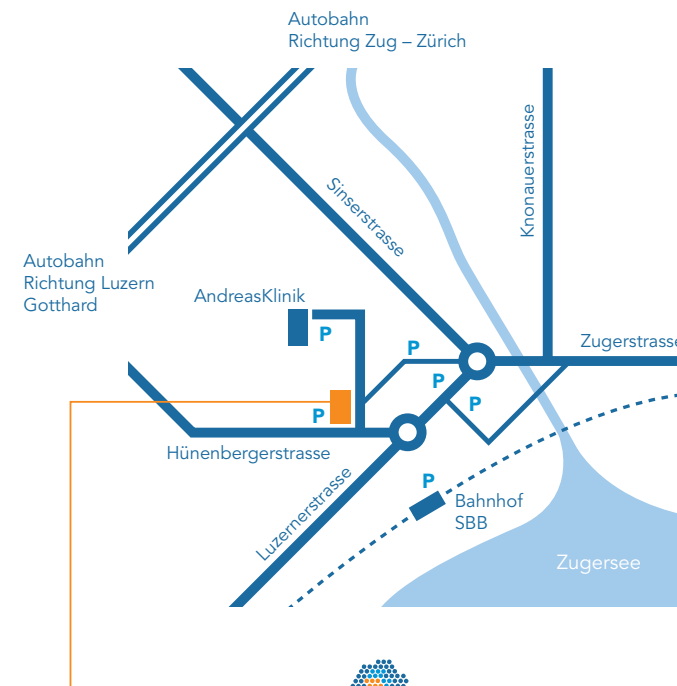 Autobahn
Richtung Zug – Zürich
Knonauerstrasse
Sinserstrasse
Autobahn
Richtung Luzern
Gotthard
AndreasKlinik
P
Zugerstrasse
P
P
P
P
Hünenbergerstrasse
Luzernerstrasse
P
Bahnhof
SBB
Zugersee